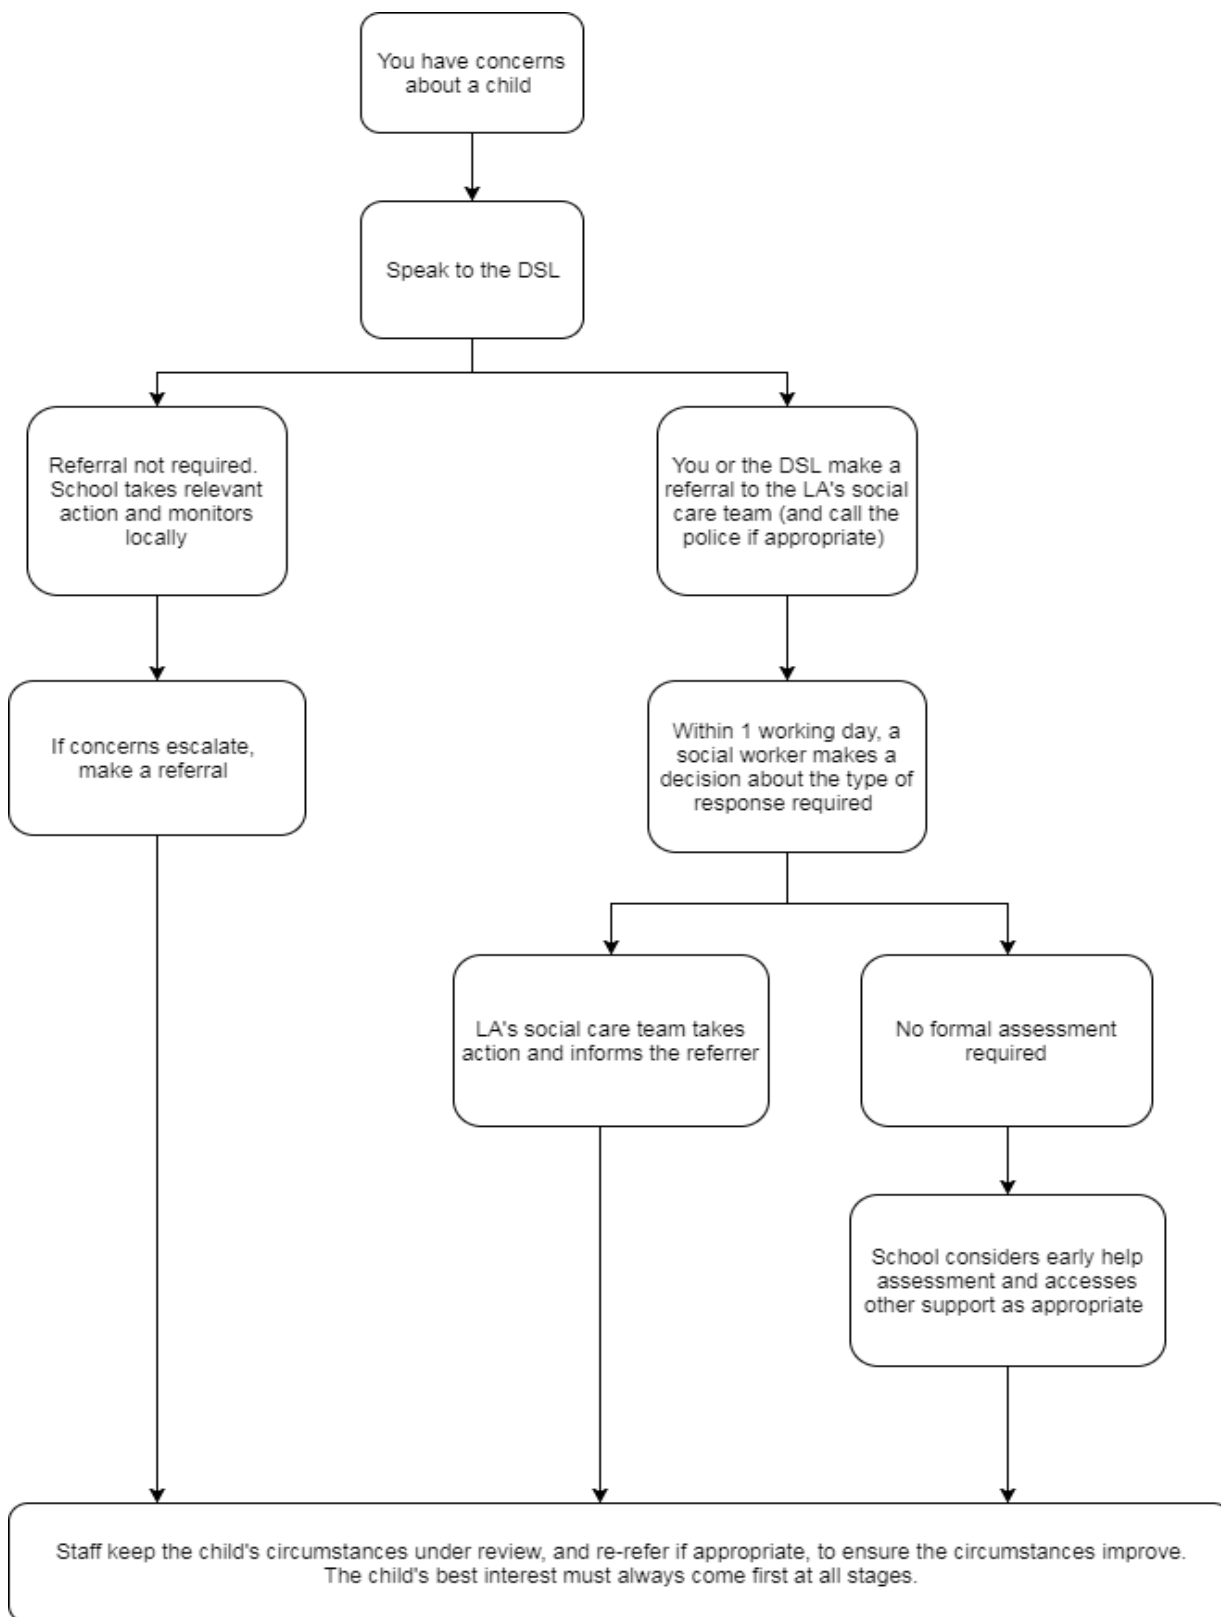 You have concerns
about a child
Speak to the DSL
Referral not required.
School takes relevant
action and monitors
locally
You or the DSL make a
referral to the LA's social
care team (and call the
police if appropriate)
If concerns escalate,
make a referral
Within 1 working day, a
social worker makes a
decision about the type of
response required
LA's social care team takes
action and informs the referrer
No formal assessment
required
School considers early help
assessment and accesses
other support as appropriate
Staff keep the child's circumstances under review, and re-refer if appropriate, to ensure the circumstances improve.
The child's best interest must always come first at all stages.